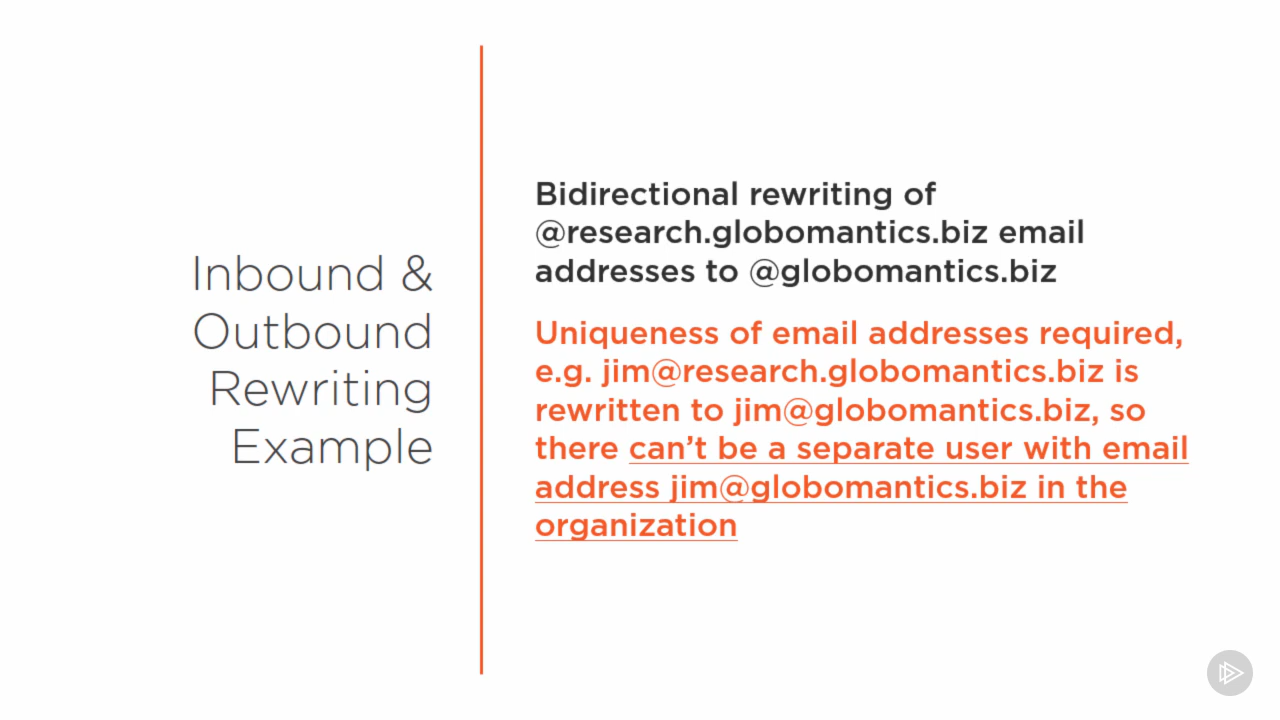 Inbound &
Outbound
Rewriting
Example
Bidirectional rewriting of
@research.globomantics.biz email
addresses to @globomantics.biz
Uniqueness of email addresses required,
e.g. jim@research.globomantics.biz is
rewritten to jim@globomantics.biz, so
there can't be a separate user with email
address jim@globomantics.biz in the
organization